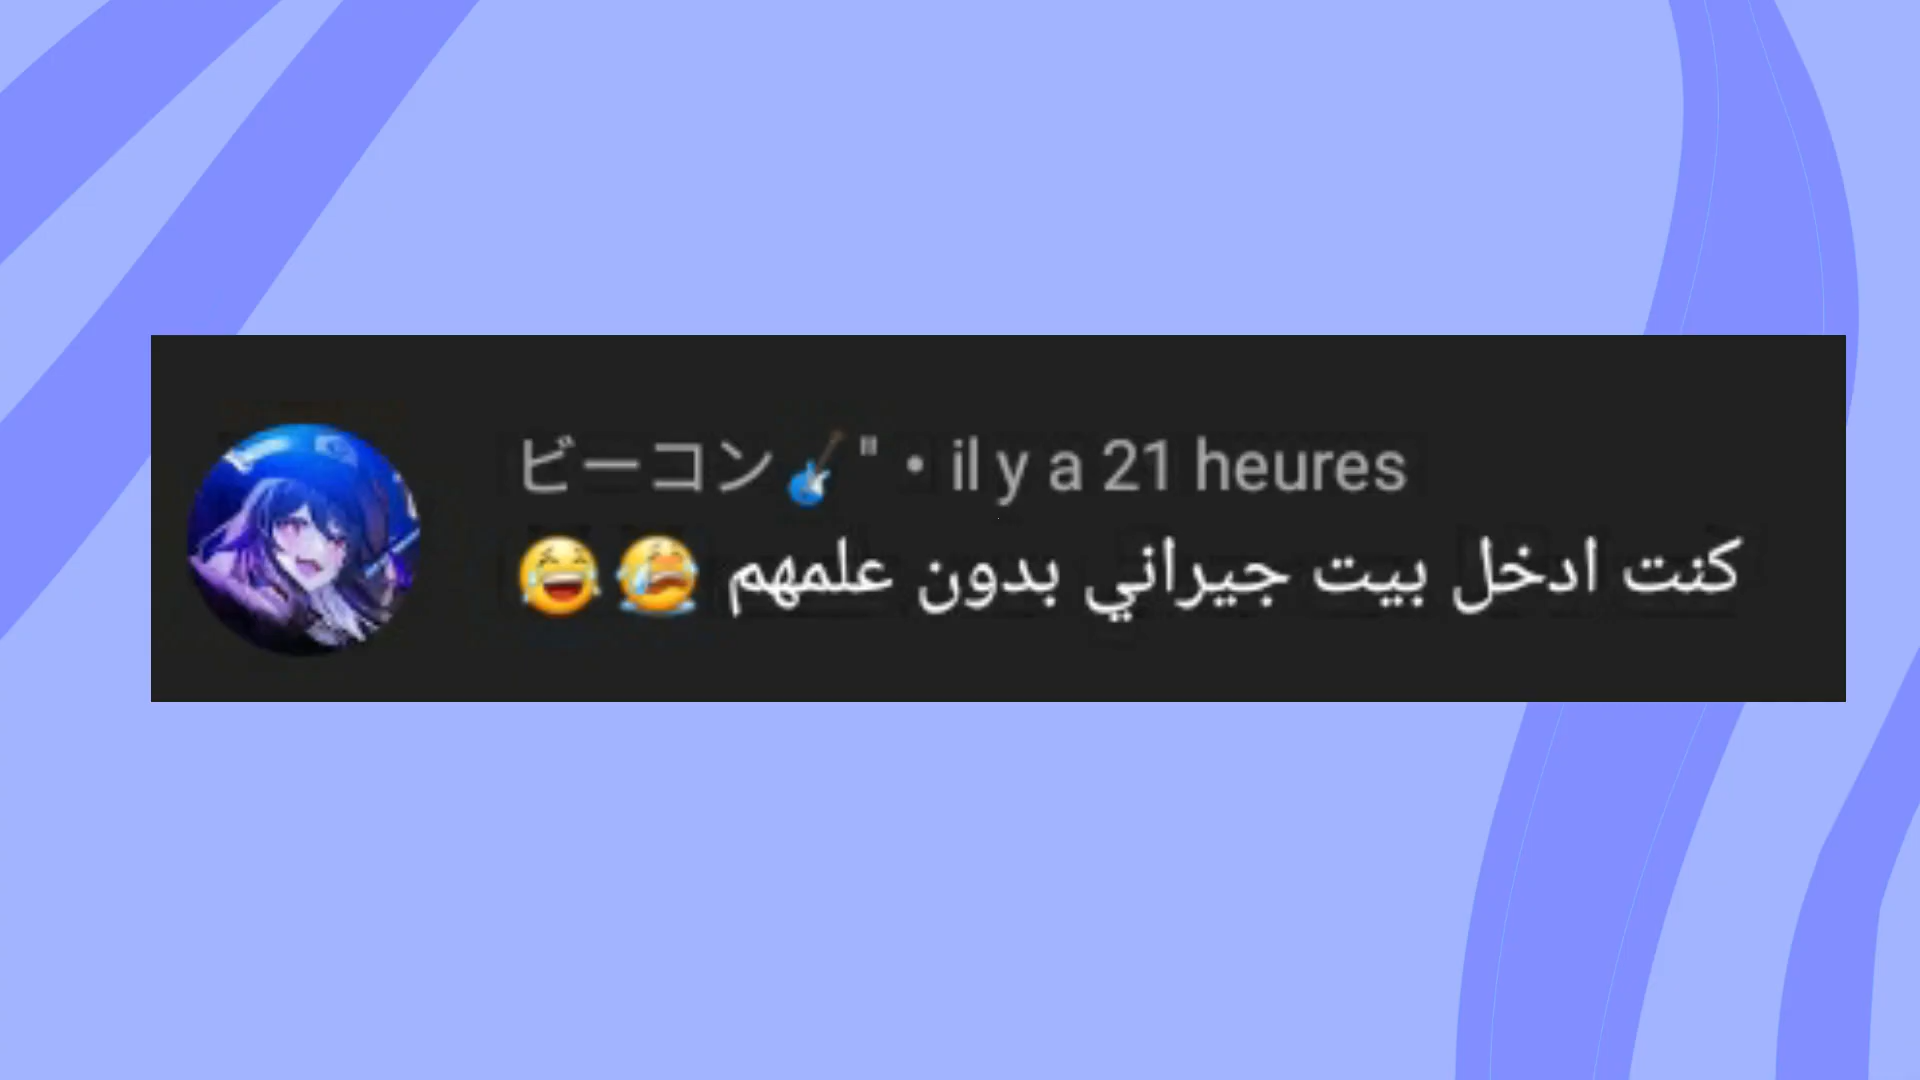 ビーコン🎸" • il y a 21 heures
كنت ادخل بيت جيراني بدون علمهم 😭😂